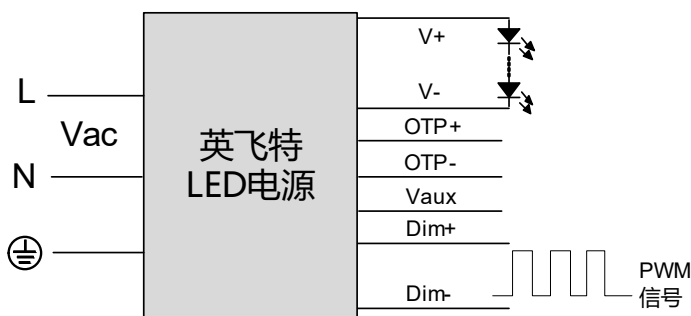 L
Vac
N
英飞特
LED电源
V+
V-
OTP+
OTP-
Vaux
Dim+
Dim-
PWM
信号